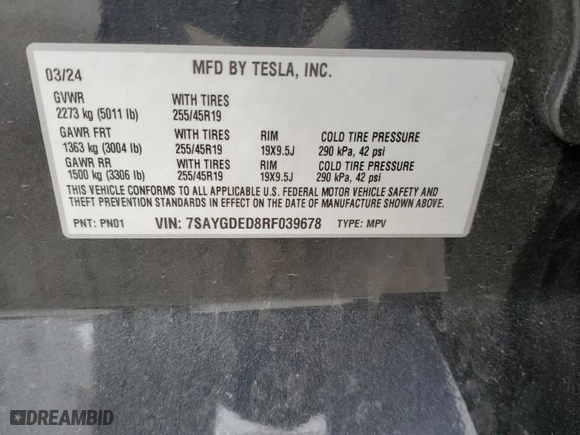 03/24 MFD BY TESLA, INC.
GVWR WITH TIRES
2273 kg (5011 lb) 255/45R19
GAWR FRT WITH TIRES RIM COLD TIRE PRESSURE
1363 kg (3004 lb) 255/45R19 19X9.5J 290 kPa, 42 psi
GAWR RR WITH TIRES RIM COLD TIRE PRESSURE
1500 kg (3306 lb) 255/45R19 19X9.5J 290 kPa, 42 psi
THIS VEHICLE CONFORMS TO ALL APPLICABLE U.S. FEDERAL MOTOR VEHICLE SAFETY AND
THEFT PREVENTION STANDARDS IN EFFECT ON THE DATE OF MANUFACTURE SHOWN ABOVE.
PNT: PN01 VIN: 7SAYGDED8RF039678 TYPE: MPV
DREAMBID